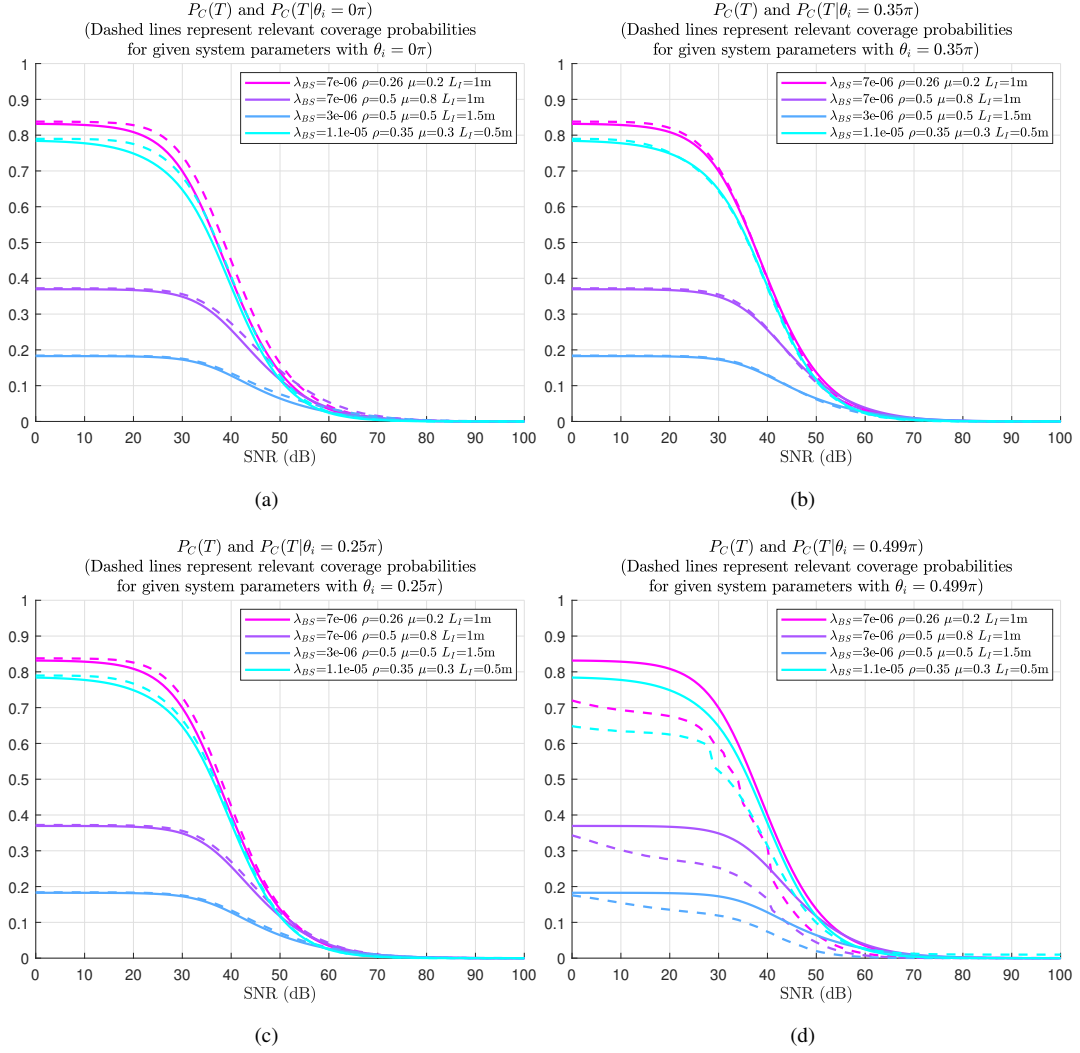 P_C(T) and P_C(T|θ_i = 0π)
(Dashed lines represent relevant coverage probabilities
for given system parameters with θ_i = 0π)
1
0.9
0.8
0.7
0.6
0.5
0.4
0.3
0.2
0.1
0
λ_BS=7e-06 ρ=0.26 μ=0.2 L_I=1m
λ_BS=7e-06 ρ=0.5 μ=0.8 L_I=1m
λ_BS=3e-06 ρ=0.5 μ=0.5 L_I=1.5m
λ_BS=1.1e-05 ρ=0.35 μ=0.3 L_I=0.5m
0 10 20 30 40 50 60 70 80 90 100
SNR (dB)
(a)
P_C(T) and P_C(T|θ_i = 0.35π)
(Dashed lines represent relevant coverage probabilities
for given system parameters with θ_i = 0.35π)
1
0.9
0.8
0.7
0.6
0.5
0.4
0.3
0.2
0.1
0
λ_BS=7e-06 ρ=0.26 μ=0.2 L_I=1m
λ_BS=7e-06 ρ=0.5 μ=0.8 L_I=1m
λ_BS=3e-06 ρ=0.5 μ=0.5 L_I=1.5m
λ_BS=1.1e-05 ρ=0.35 μ=0.3 L_I=0.5m
0 10 20 30 40 50 60 70 80 90 100
SNR (dB)
(b)
P_C(T) and P_C(T|θ_i = 0.25π)
(Dashed lines represent relevant coverage probabilities
for given system parameters with θ_i = 0.25π)
1
0.9
0.8
0.7
0.6
0.5
0.4
0.3
0.2
0.1
0
λ_BS=7e-06 ρ=0.26 μ=0.2 L_I=1m
λ_BS=7e-06 ρ=0.5 μ=0.8 L_I=1m
λ_BS=3e-06 ρ=0.5 μ=0.5 L_I=1.5m
λ_BS=1.1e-05 ρ=0.35 μ=0.3 L_I=0.5m
0 10 20 30 40 50 60 70 80 90 100
SNR (dB)
(c)
P_C(T) and P_C(T|θ_i = 0.499π)
(Dashed lines represent relevant coverage probabilities
for given system parameters with θ_i = 0.499π)
1
0.9
0.8
0.7
0.6
0.5
0.4
0.3
0.2
0.1
0
λ_BS=7e-06 ρ=0.26 μ=0.2 L_I=1m
λ_BS=7e-06 ρ=0.5 μ=0.8 L_I=1m
λ_BS=3e-06 ρ=0.5 μ=0.5 L_I=1.5m
λ_BS=1.1e-05 ρ=0.35 μ=0.3 L_I=0.5m
0 10 20 30 40 50 60 70 80 90 100
SNR (dB)
(d)